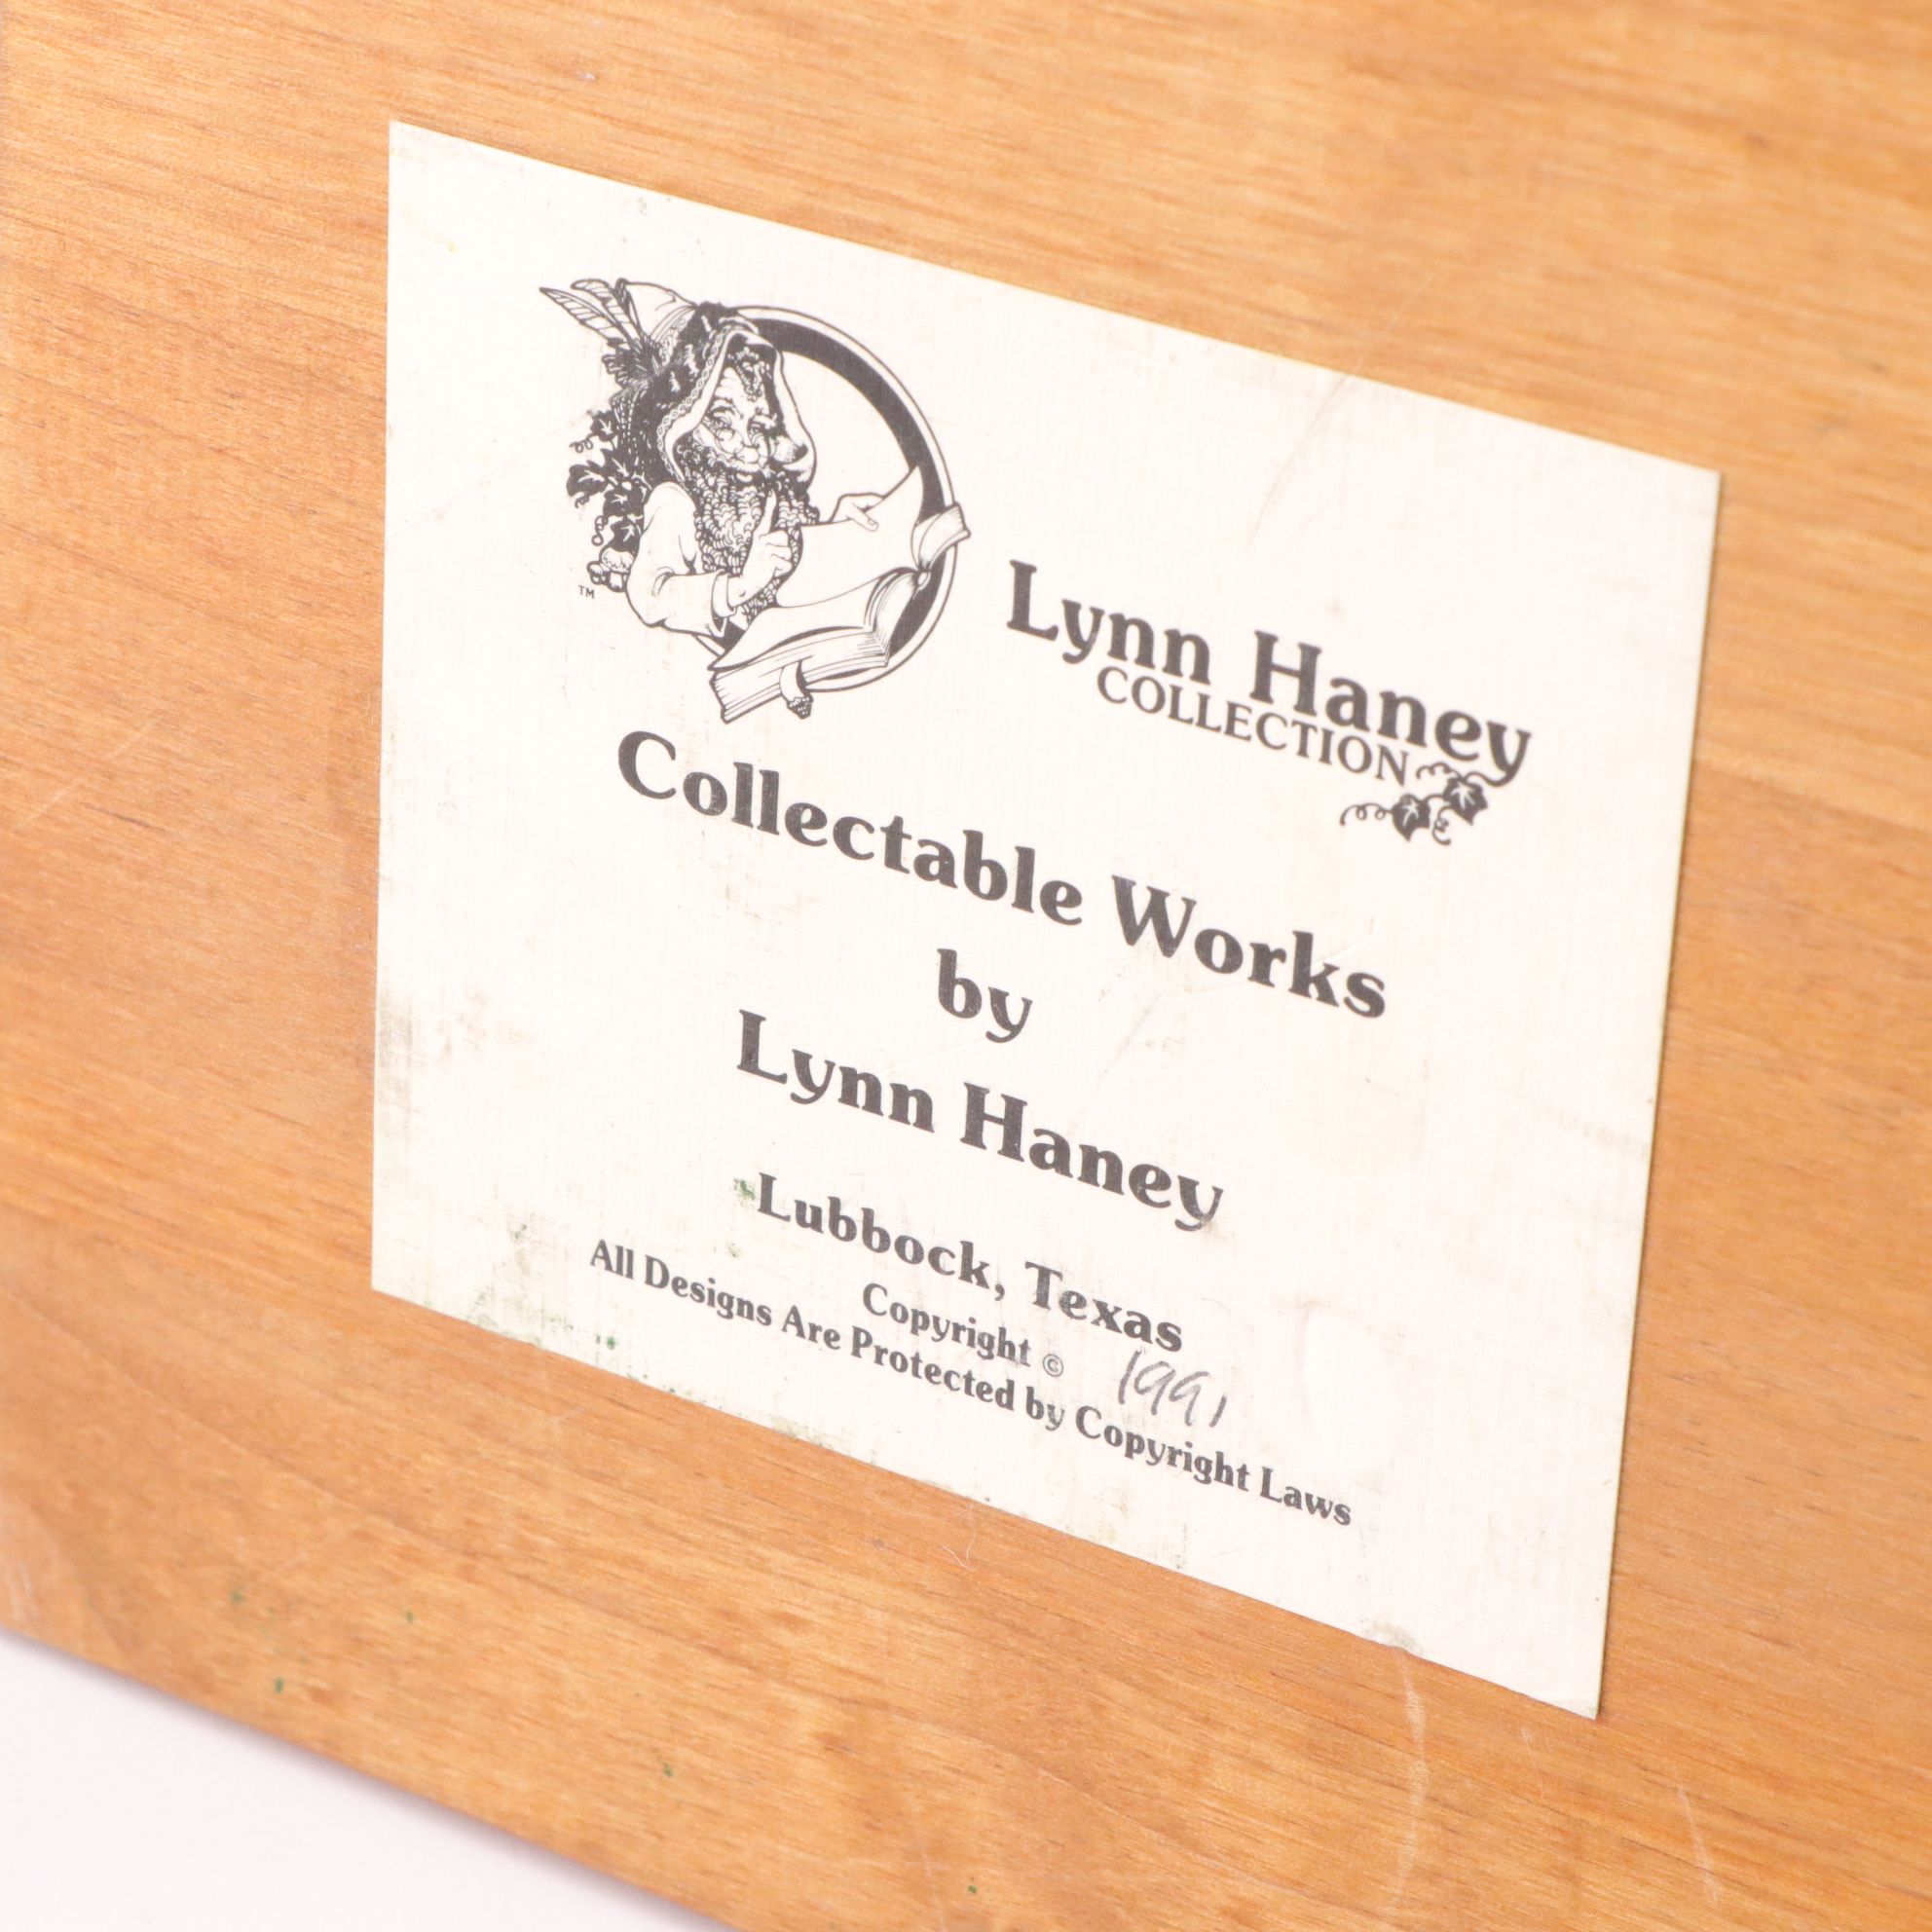 TM
Lynn Haney
COLLECTION
Collectable Works
by
Lynn Haney
Lubbock, Texas
Copyright © 1991
All Designs Are Protected by Copyright Laws